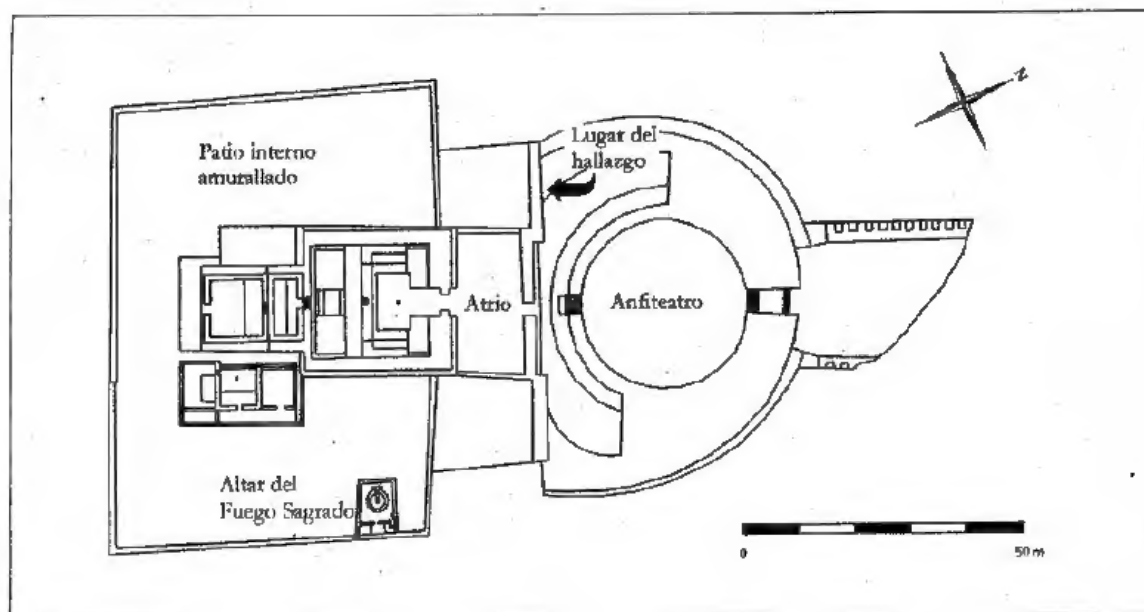 Lugar del
hallazgo
Patio interno
amurallado
Atrio
Anfiteatro
Altar del
Fuego Sagrado
0
50 m